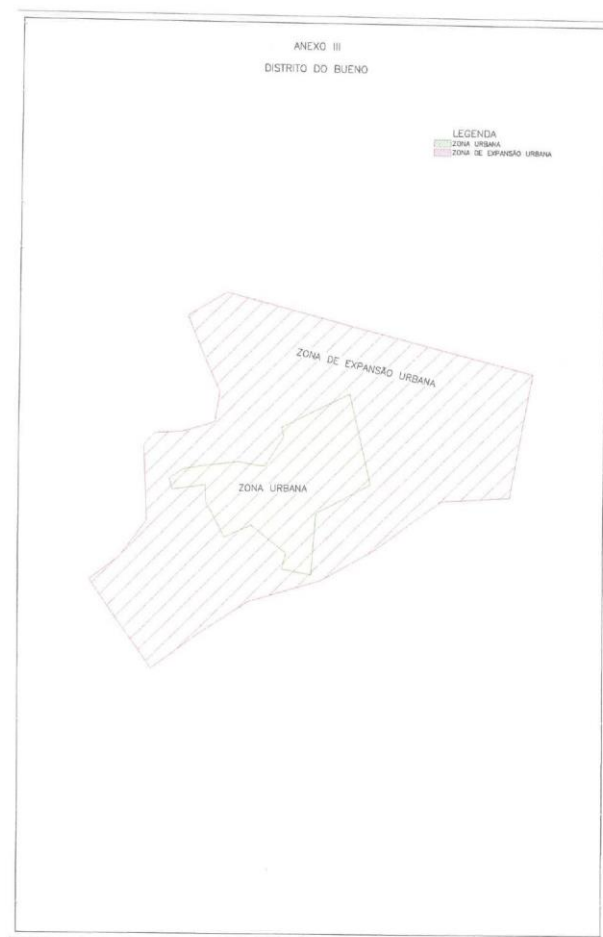 ANEXO III
DISTRITO DO BUENO
LEGENDA
ZONA URBANA
ZONA DE EXPANSÃO URBANA
ZONA DE EXPANSÃO URBANA
ZONA URBANA